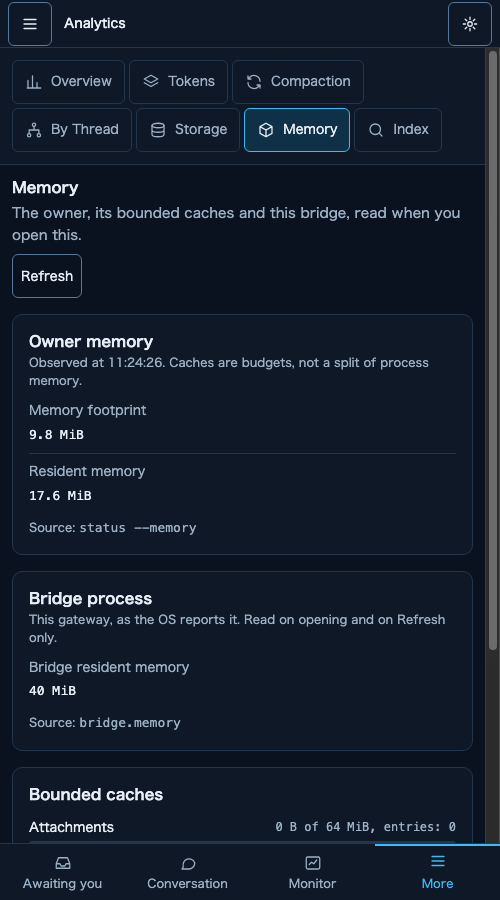 Analytics
Overview
Tokens
Compaction
By Thread
Storage
Memory
Index
Memory
The owner, its bounded caches and this bridge, read when you
open this.
Refresh
Owner memory
Observed at 11:24:26. Caches are budgets, not a split of process
memory.
Memory footprint
9.8 MiB
Resident memory
17.6 MiB
Source: status --memory
Bridge process
This gateway, as the OS reports it. Read on opening and on Refresh
only.
Bridge resident memory
40 MiB
Source: bridge.memory
Bounded caches
Attachments 0 B of 64 MiB, entries: 0
Awaiting you
Conversation
Monitor
More